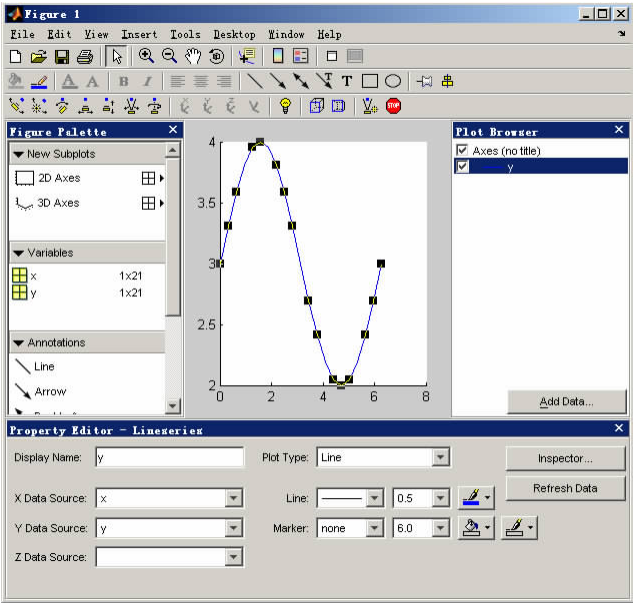 Figure 1
File Edit View Insert Tools Desktop Window Help
T A A B I T
STOP
Figure Palette
New Subplots
2D Axes
3D Axes
Variables
x 1x21
y 1x21
Annotations
Line
Arrow
4
3.5
3
2.5
2
0 2 4 6 8
Plot Browser
Axes (no title)
y
Add Data...
Property Editor - Lineseries
Display Name: y Plot Type: Line Inspector...
X Data Source: x Line: 0.5 Refresh Data
Y Data Source: y Marker: none 6.0
Z Data Source: